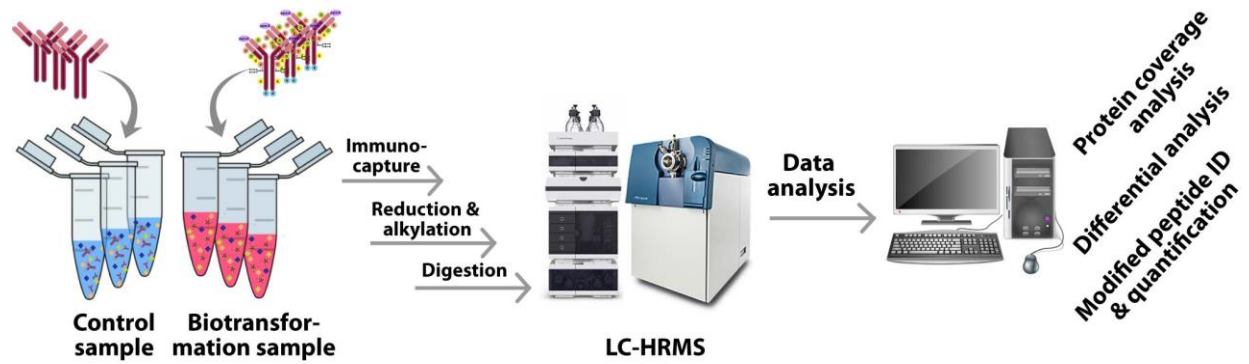 Immuno-
capture
Reduction &
alkylation
Digestion
Control
sample
Biotransfor-
mation sample
LC-HRMS
Data
analysis
Protein coverage
analysis
Differential analysis
Modified peptide ID
& quantification